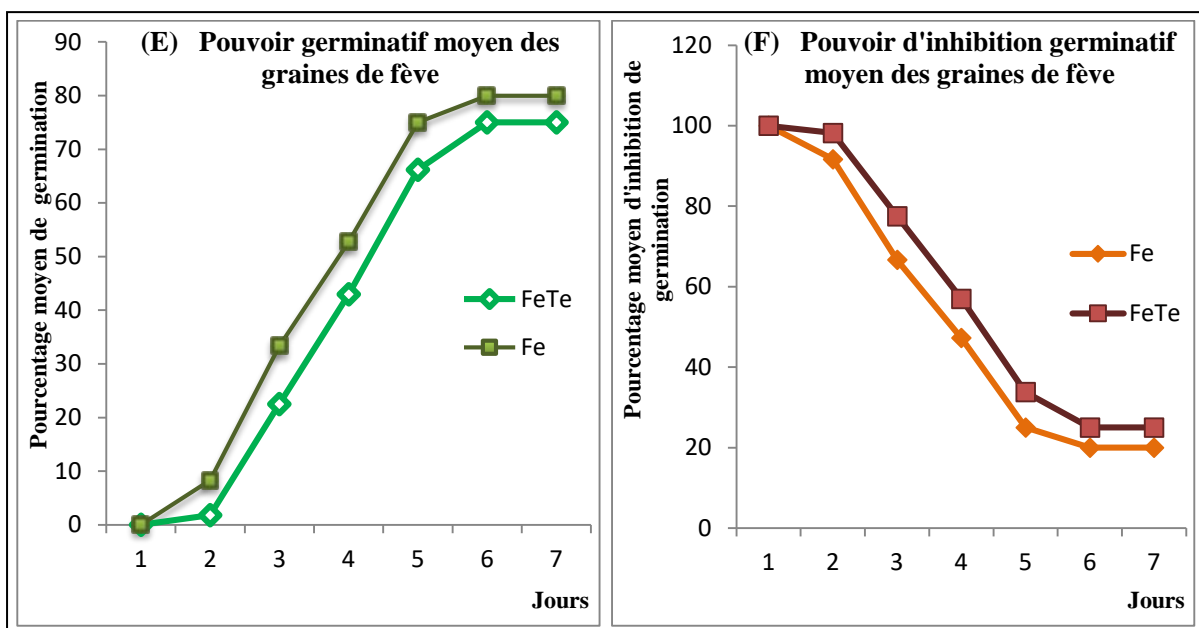 (E) Pouvoir germinatif moyen des
graines de fève
Pourcentage moyen de germination
90
80
70
60
50
40
30
20
10
0
1 2 3 4 5 6 7
Jours
FeTe
Fe
(F) Pouvoir d'inhibition germinatif
moyen des graines de fève
Pourcentage moyen d'inhibition de
germination
120
100
80
60
40
20
0
1 2 3 4 5 6 7
Jours
Fe
FeTe